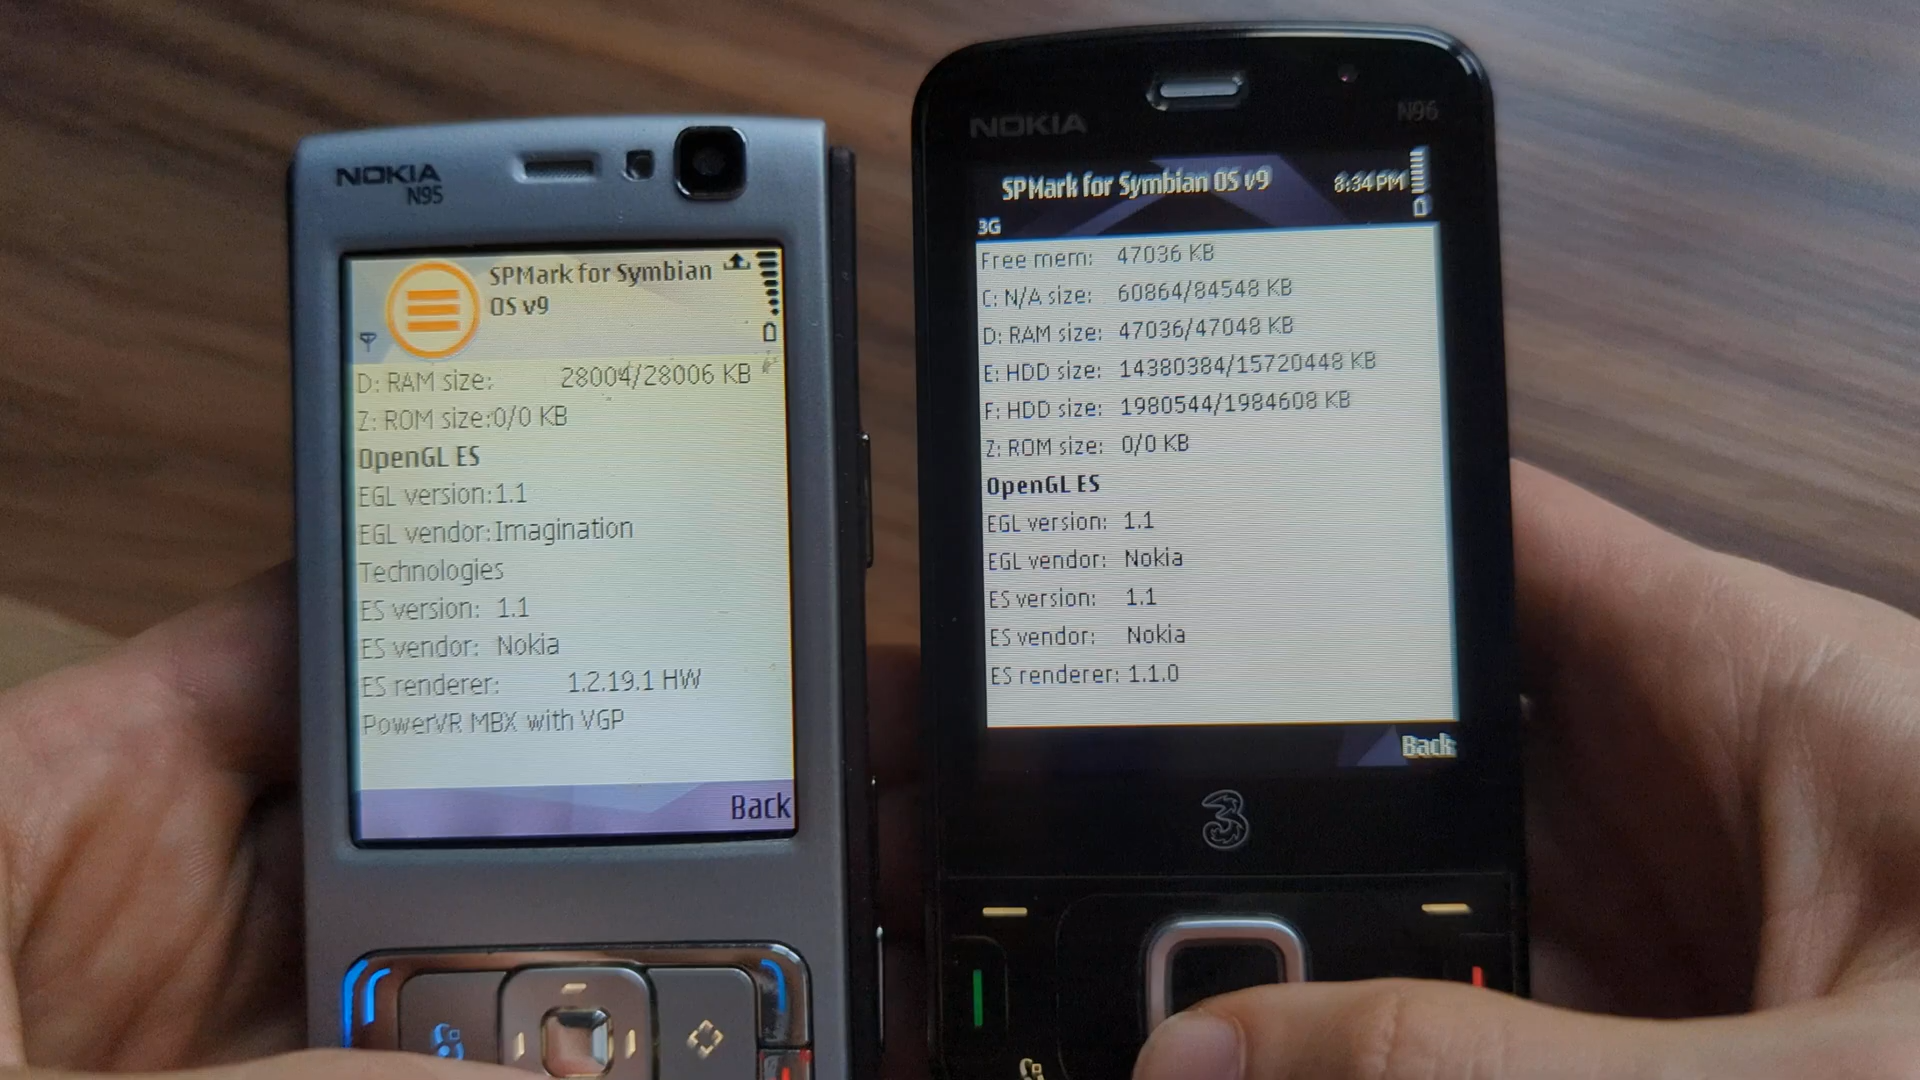 NOKIA
N95
SPMark for Symbian
OS v9
D: RAM size: 28004/28006 KB
Z: ROM size:0/0 KB
OpenGL ES
EGL version:1.1
EGL vendor:Imagination
Technologies
ES version: 1.1
ES vendor: Nokia
ES renderer: 1.2.19.1 HW
PowerVR MBX with VGP
Back
NOKIA
N96
SPMark for Symbian OS v9 8:34 PM
3G
Free mem: 47036 KB
C: N/A size: 60864/84548 KB
D: RAM size: 47036/47048 KB
E: HDD size: 14380384/15720448 KB
F: HDD size: 1980544/1984608 KB
Z: ROM size: 0/0 KB
OpenGL ES
EGL version: 1.1
EGL vendor: Nokia
ES version: 1.1
ES vendor: Nokia
ES renderer: 1.1.0
Back
3